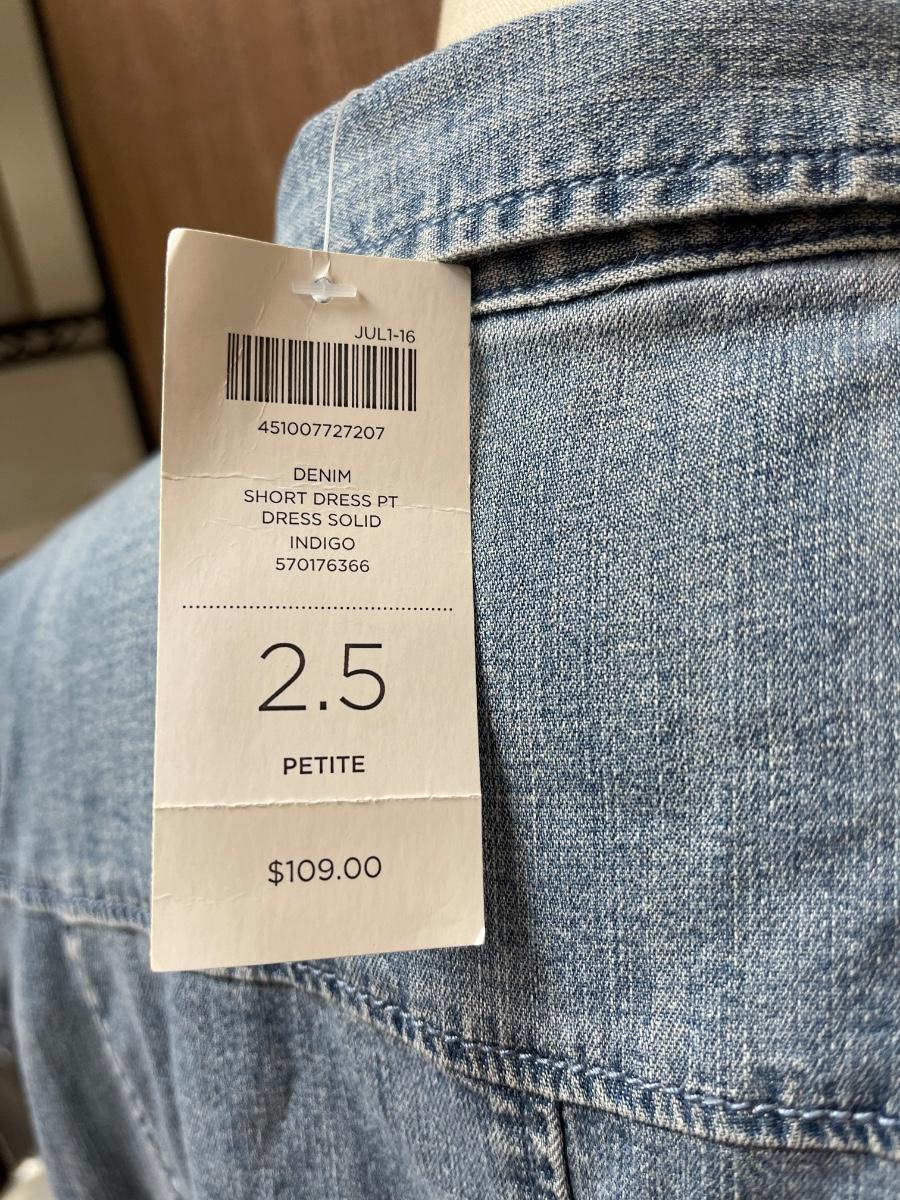 JUL1-16
451007727207
DENIM
SHORT DRESS PT
DRESS SOLID
INDIGO
570176366
2.5
PETITE
$109.00